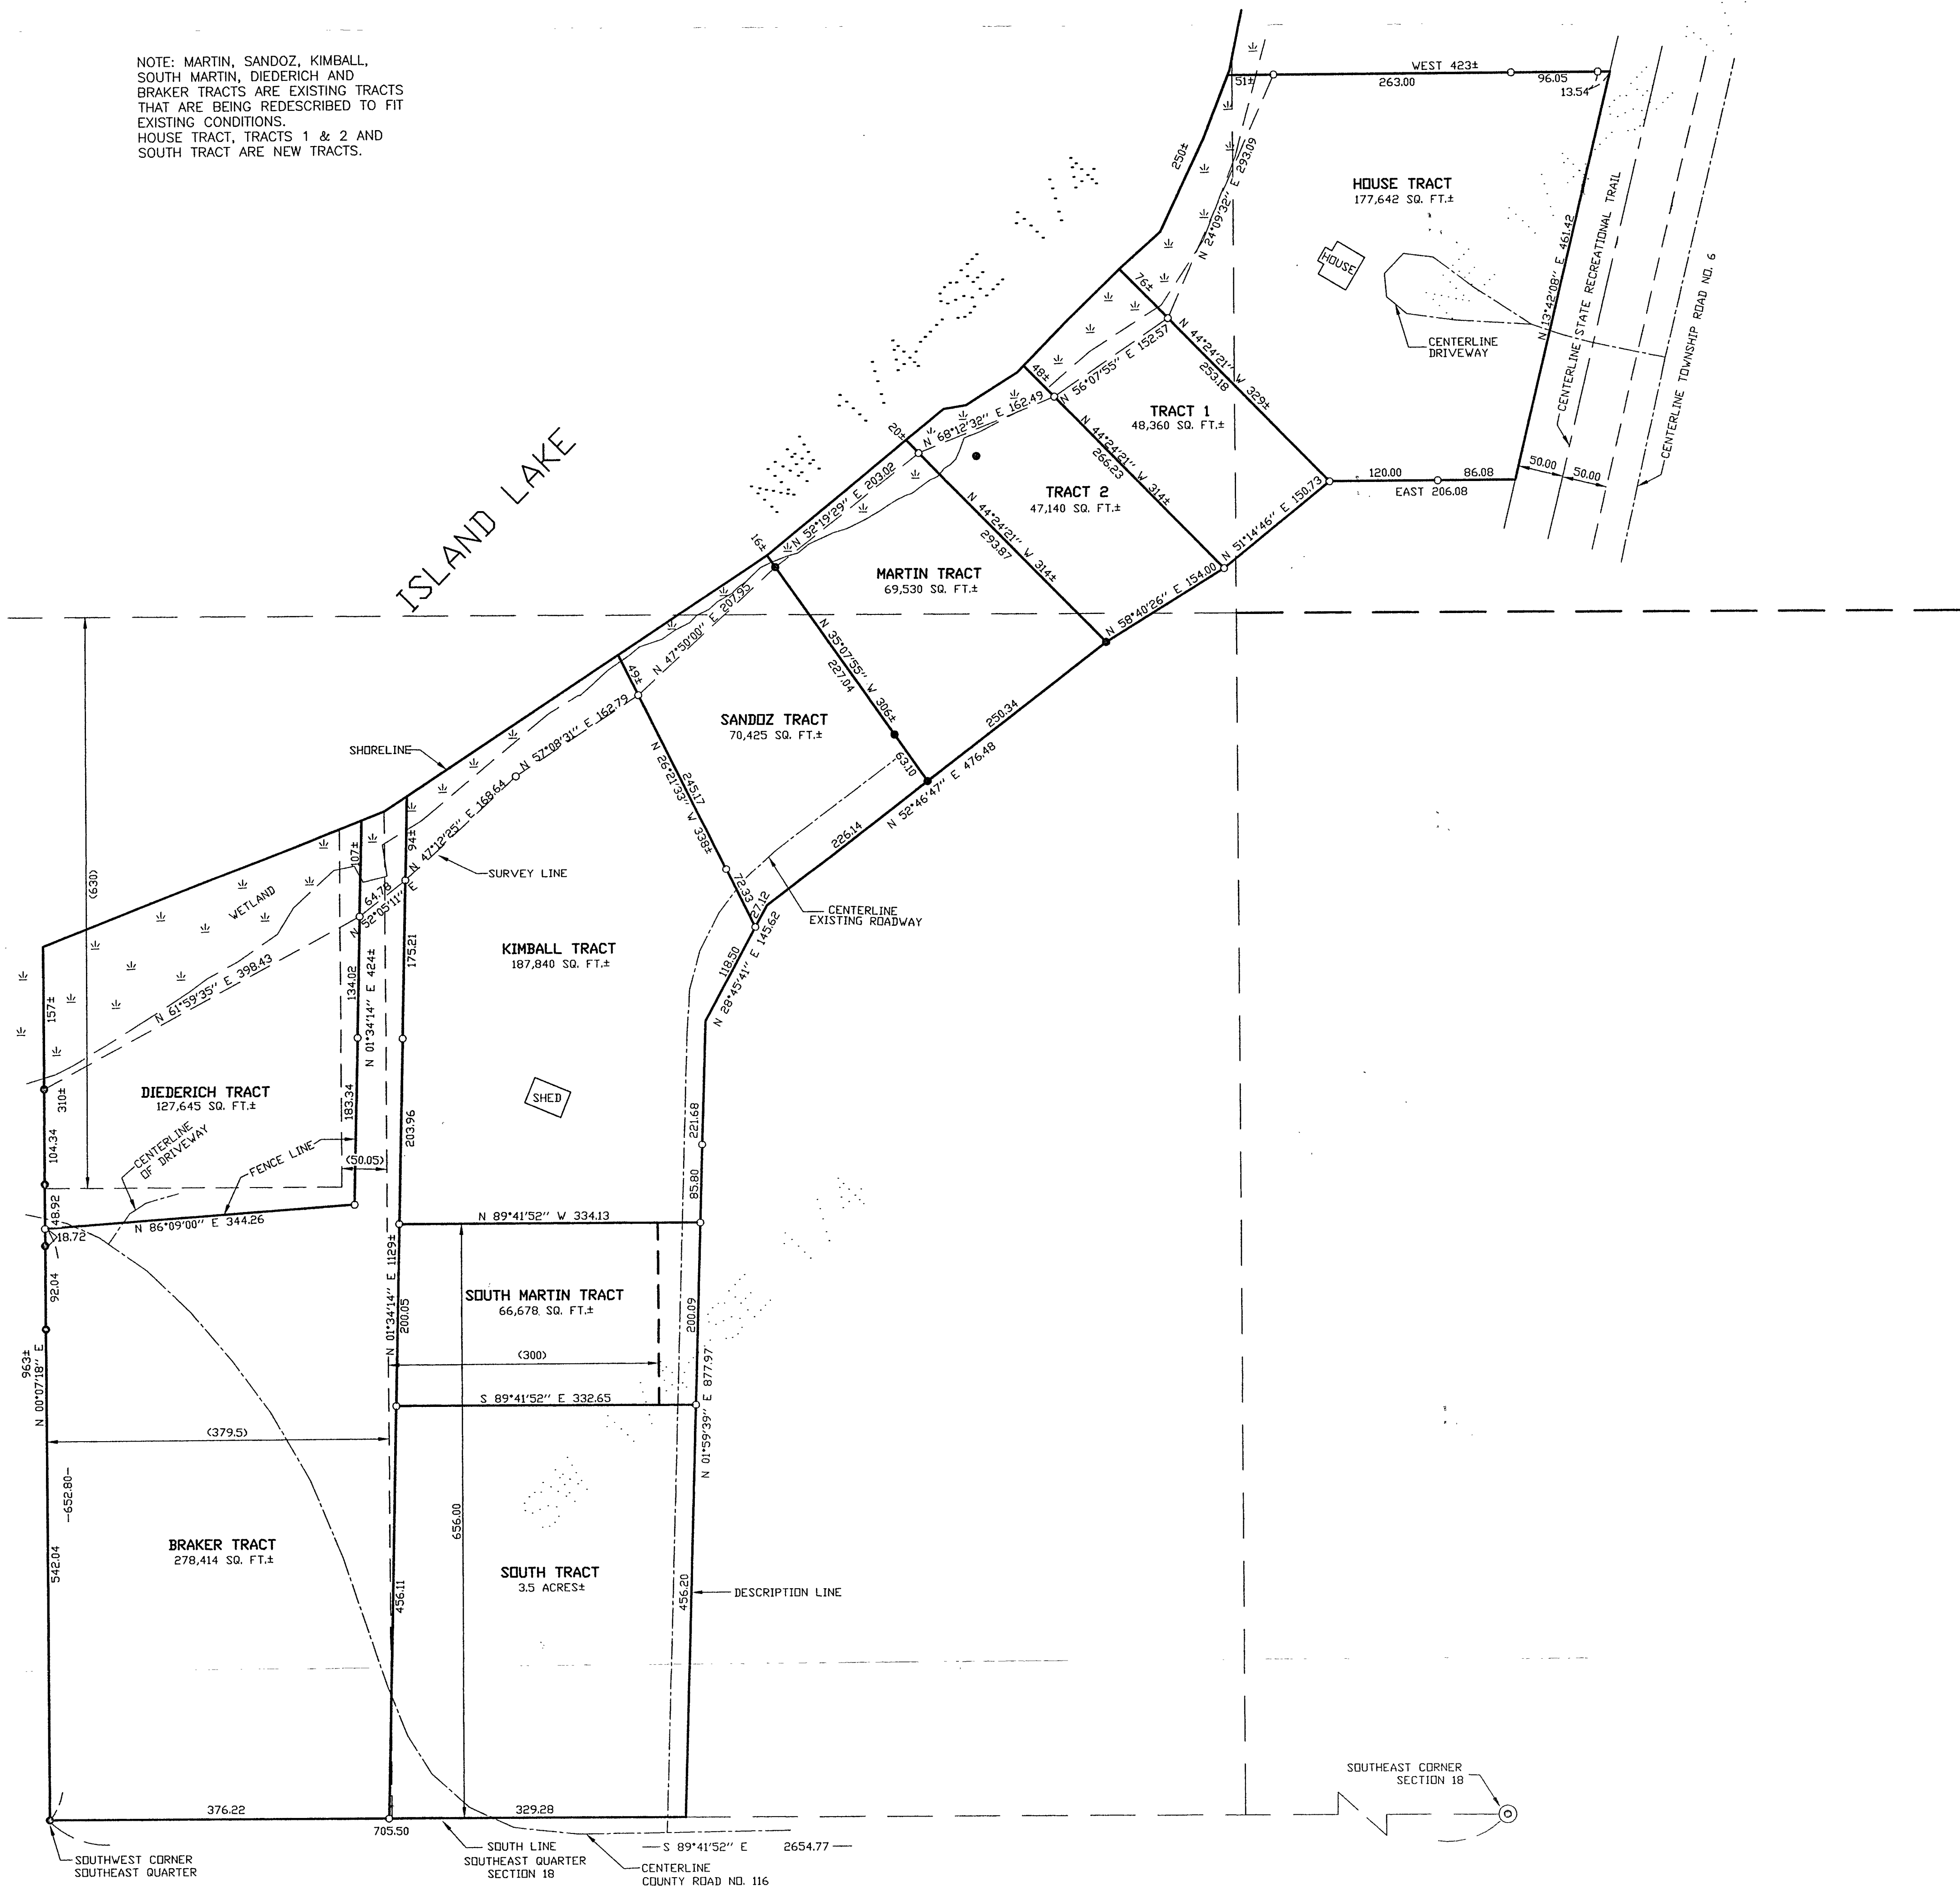 NOTE: MARTIN, SANDOZ, KIMBALL,
SOUTH MARTIN, DIEDERICH AND
BRAKER TRACTS ARE EXISTING TRACTS
THAT ARE BEING REDESCRIBED TO FIT
EXISTING CONDITIONS.
HOUSE TRACT, TRACTS 1 & 2 AND
SOUTH TRACT ARE NEW TRACTS.
WEST 423±
51±
263.00
96.05
13.54
250±
N 24°09'32" E 293.09
HOUSE TRACT
177,642 SQ. FT.±
HOUSE
CENTERLINE
DRIVEWAY
N 13°42'08" E 461.42
CENTERLINE STATE RECREATIONAL TRAIL
CENTERLINE TOWNSHIP ROAD NO. 6
NW 1/4-SE 1/4
76±
N 44°24'21" W 329±
253.18
N 56°07'55" E 152.57
48±
TRACT 1
48,360 SQ. FT.±
N 68°12'32" E 162.49
20±
N 44°24'21" W 314±
266.23
120.00
86.08
EAST 206.08
50.00
50.00
N 51°14'46" E 150.73
TRACT 2
47,140 SQ. FT.±
N 52°19'29" E 203.02
N 44°24'21" W 314±
293.87
ISLAND LAKE
16±
MARTIN TRACT
69,530 SQ. FT.±
N 58°40'26" E 154.00
N 47°50'00" E 207.95
N 35°07'55" W 306±
227.04
63.10
49±
SANDOZ TRACT
70,425 SQ. FT.±
250.34
N 52°46'47" E 476.48
226.14
SHORELINE
N 57°08'31" E 162.79
245.17
N 26°21'33" W 338±
72.33
27.12
N 47°12'25" E 168.64
SURVEY LINE
94±
107±
64.78
N 52°05'11" E
(630)
WETLAND
CENTERLINE
EXISTING ROADWAY
118.50
N 28°45'41" E 145.62
KIMBALL TRACT
187,840 SQ. FT.±
175.21
134.02
N 01°34'14" E 424±
N 61°59'35" E 398.43
157±
310±
DIEDERICH TRACT
127,645 SQ. FT.±
SHED
183.34
203.96
221.68
104.34
CENTERLINE
OF DRIVEWAY
FENCE LINE
(50.05)
85.80
48.92
N 86°09'00" E 344.26
18.72
N 89°41'52" W 334.13
92.04
N 01°34'14" E 1129±
200.05
SOUTH MARTIN TRACT
66,678 SQ. FT.±
200.09
(300)
963±
N 00°07'18" E
S 89°41'52" E 332.65
N 01°59'39" E 877.97
(379.5)
-652.80-
656.00
BRAKER TRACT
278,414 SQ. FT.±
542.04
SOUTH TRACT
3.5 ACRES±
456.11
456.20
DESCRIPTION LINE
SOUTHEAST CORNER
SECTION 18
376.22
329.28
705.50
SOUTH LINE
SOUTHEAST QUARTER
SECTION 18
S 89°41'52" E 2654.77
CENTERLINE
COUNTY ROAD NO. 116
SOUTHWEST CORNER
SOUTHEAST QUARTER